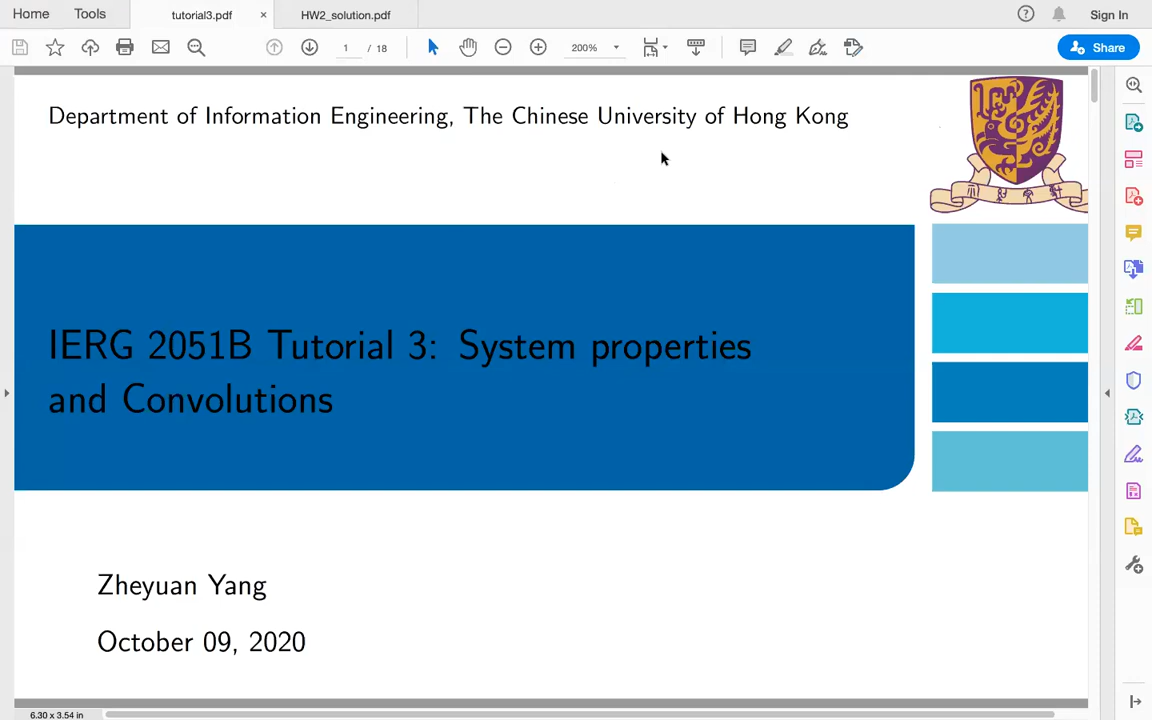 Home Tools tutorial3.pdf × HW2_solution.pdf Sign In
1 / 18 200% Share
Department of Information Engineering, The Chinese University of Hong Kong
IERG 2051B Tutorial 3: System properties
and Convolutions
Zheyuan Yang
October 09, 2020
6.30 x 3.54 in